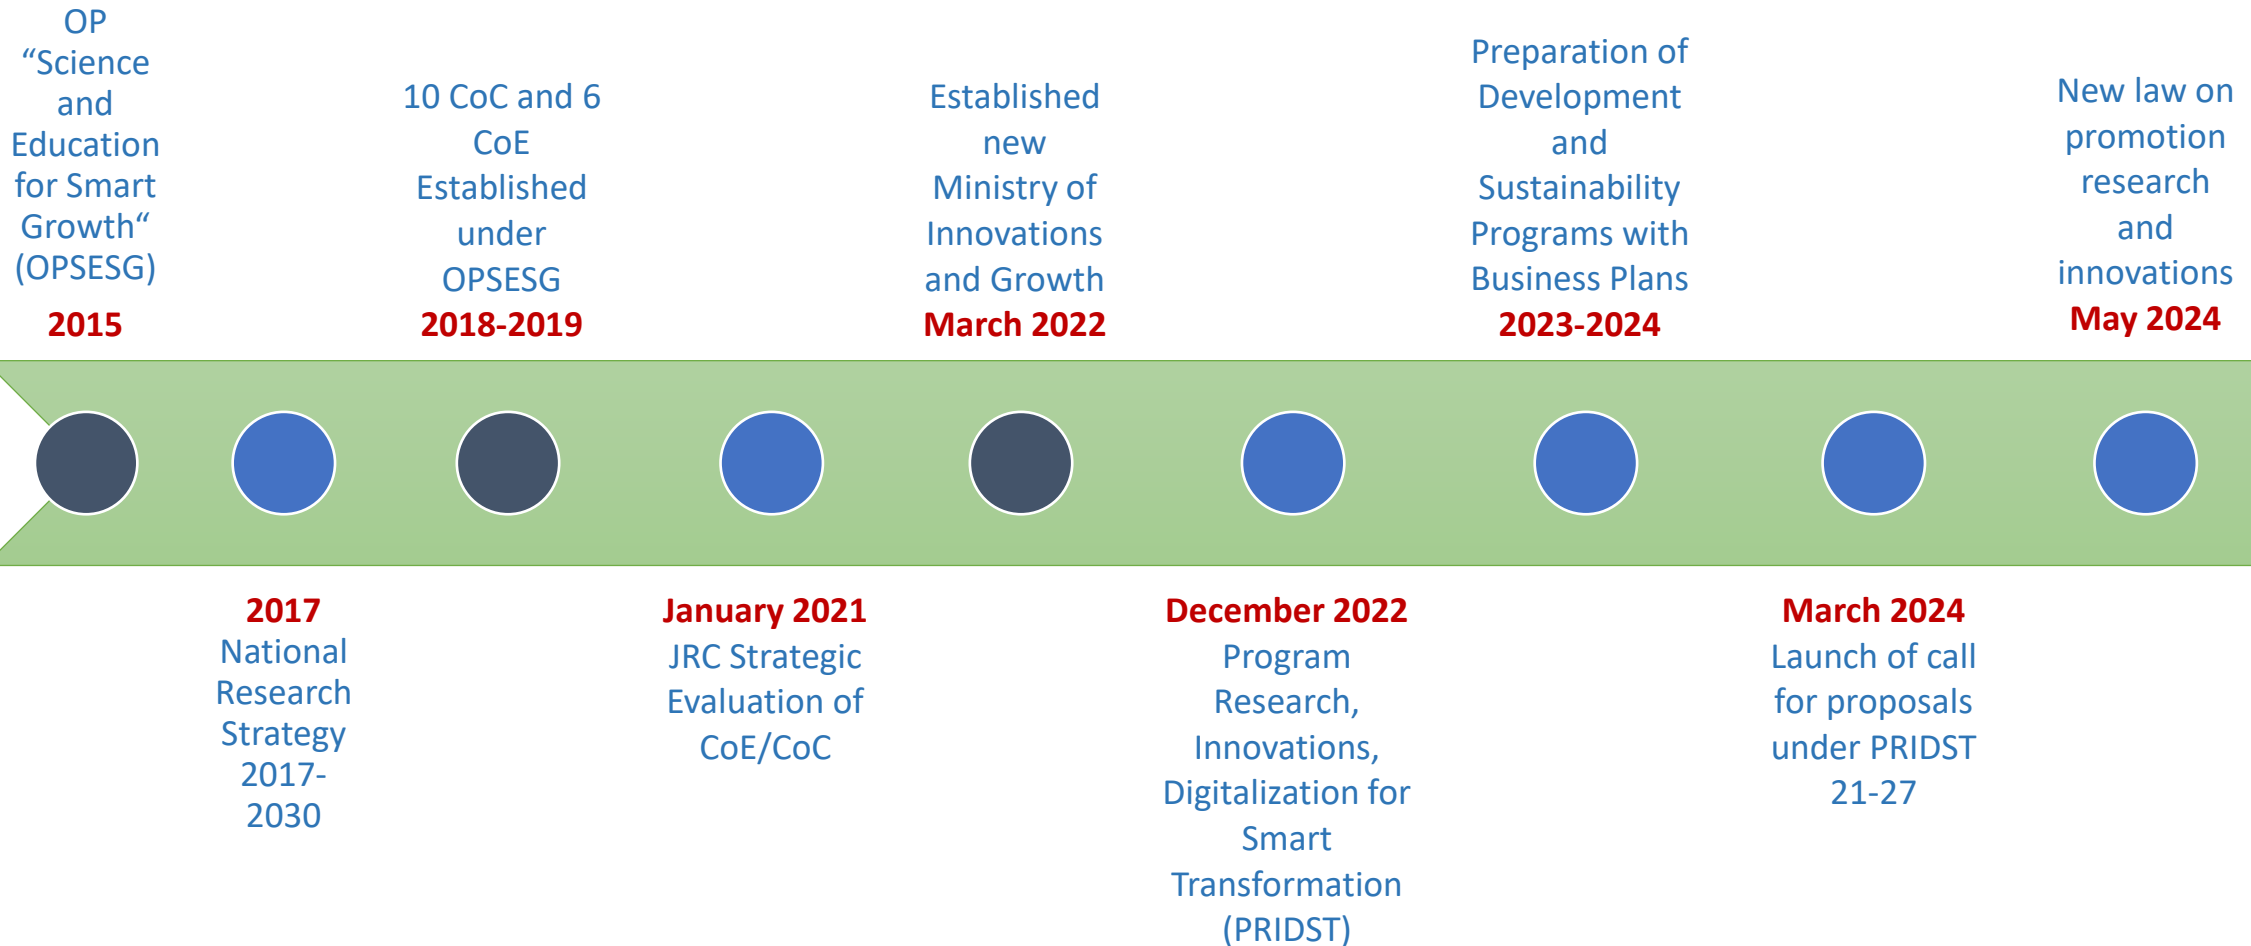 OP
“Science
and
Education
for Smart
Growth“
(OPSESG)
2015
2017
National
Research
Strategy
2017-
2030
10 CoC and 6
CoE
Established
under
OPSESG
2018-2019
January 2021
JRC Strategic
Evaluation of
CoE/CoC
Established
new
Ministry of
Innovations
and Growth
March 2022
December 2022
Program
Research,
Innovations,
Digitalization for
Smart
Transformation
(PRIDST)
Preparation of
Development
and
Sustainability
Programs with
Business Plans
2023-2024
March 2024
Launch of call
for proposals
under PRIDST
21-27
New law on
promotion
research
and
innovations
May 2024